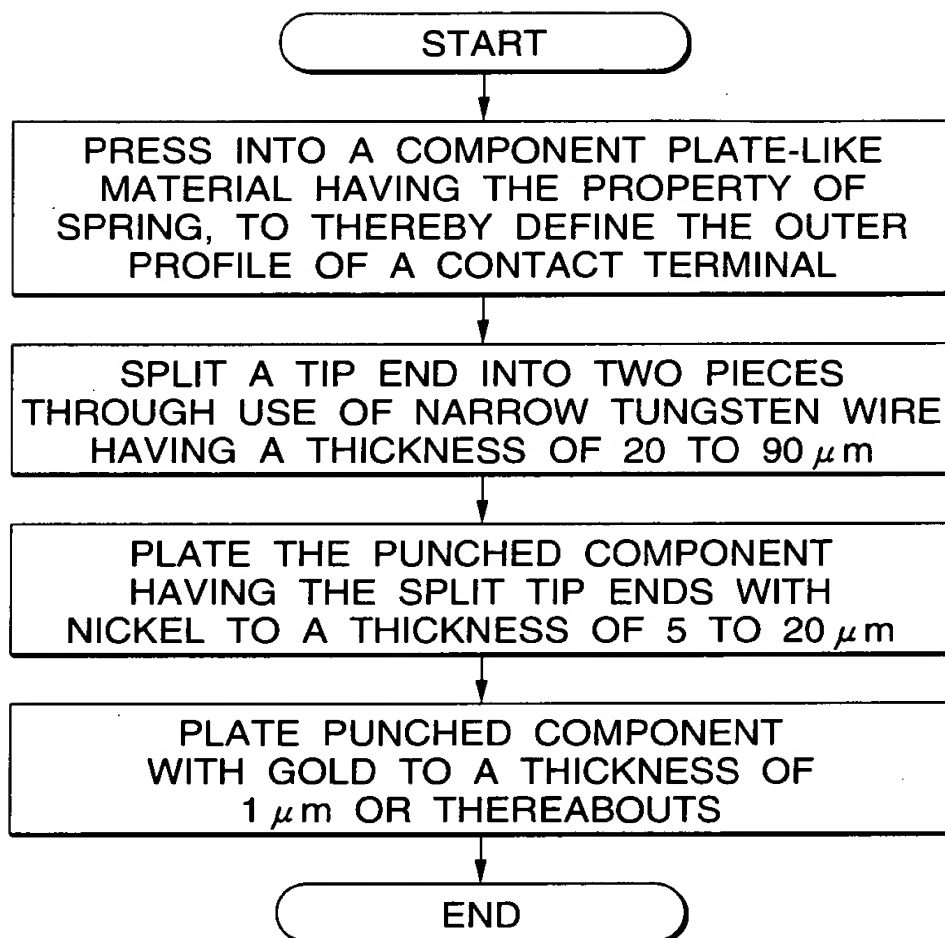 START
PRESS INTO A COMPONENT PLATE-LIKE
MATERIAL HAVING THE PROPERTY OF
SPRING, TO THEREBY DEFINE THE OUTER
PROFILE OF A CONTACT TERMINAL
SPLIT A TIP END INTO TWO PIECES
THROUGH USE OF NARROW TUNGSTEN WIRE
HAVING A THICKNESS OF 20 TO 90 μm
PLATE THE PUNCHED COMPONENT
HAVING THE SPLIT TIP ENDS WITH
NICKEL TO A THICKNESS OF 5 TO 20 μm
PLATE PUNCHED COMPONENT
WITH GOLD TO A THICKNESS OF
1 μm OR THEREABOUTS
END